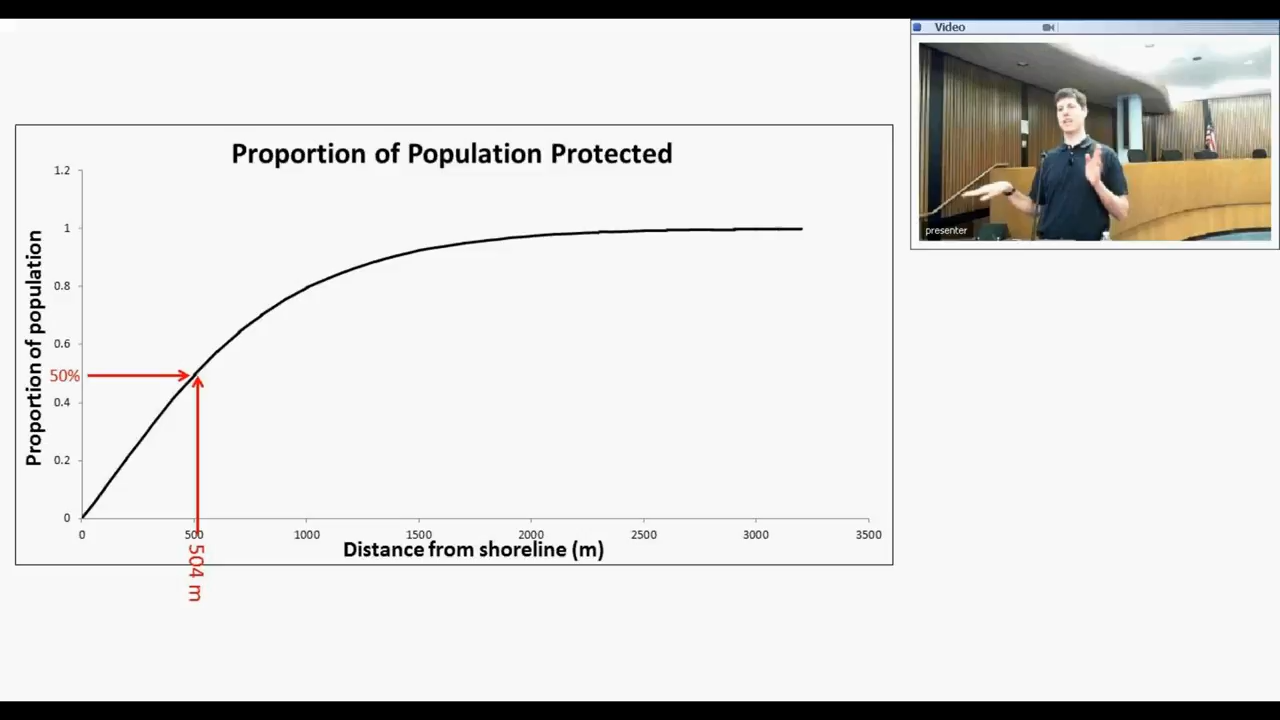 Video
presenter
Proportion of Population Protected
Proportion of population
1.2
1
0.8
0.6
50%
0.4
0.2
0
0
500
1000
1500
2000
2500
3000
3500
Distance from shoreline (m)
504 m